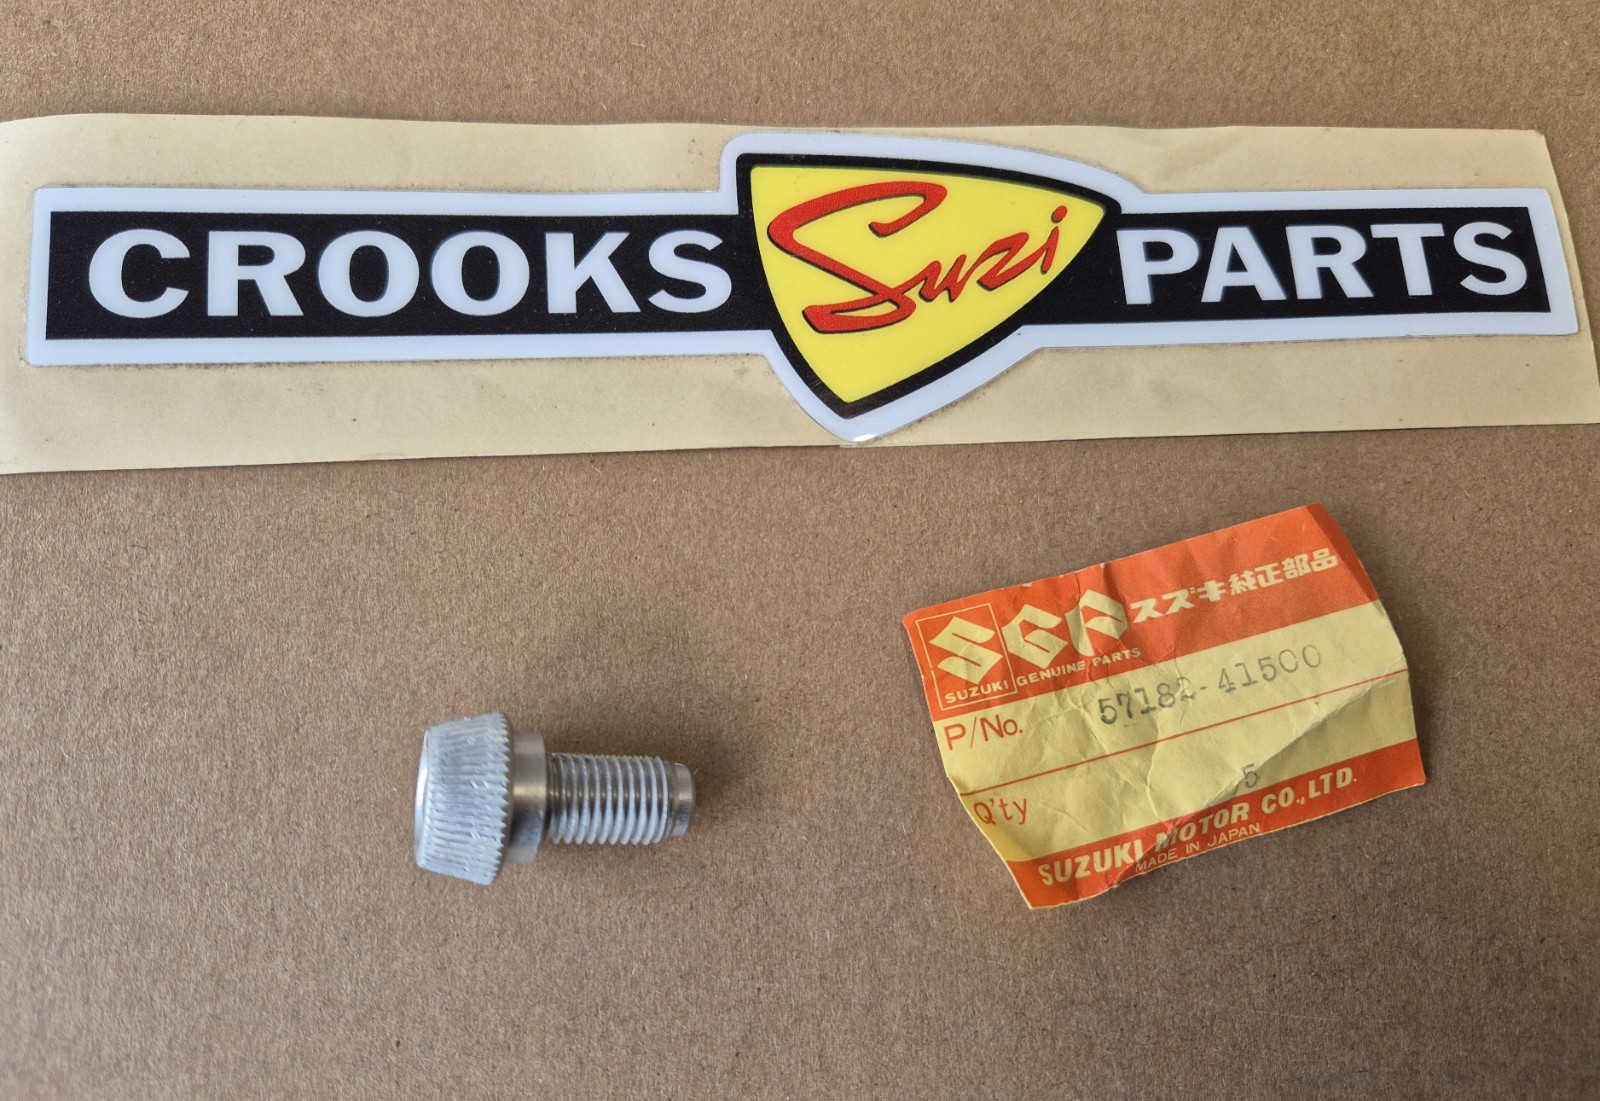 CROOKS Suzi PARTS
SGP スズキ純正部品
SUZUKI GENUINE PARTS
P/No. 57182-41500
Q'ty 5
SUZUKI MOTOR CO.,LTD.
MADE IN JAPAN